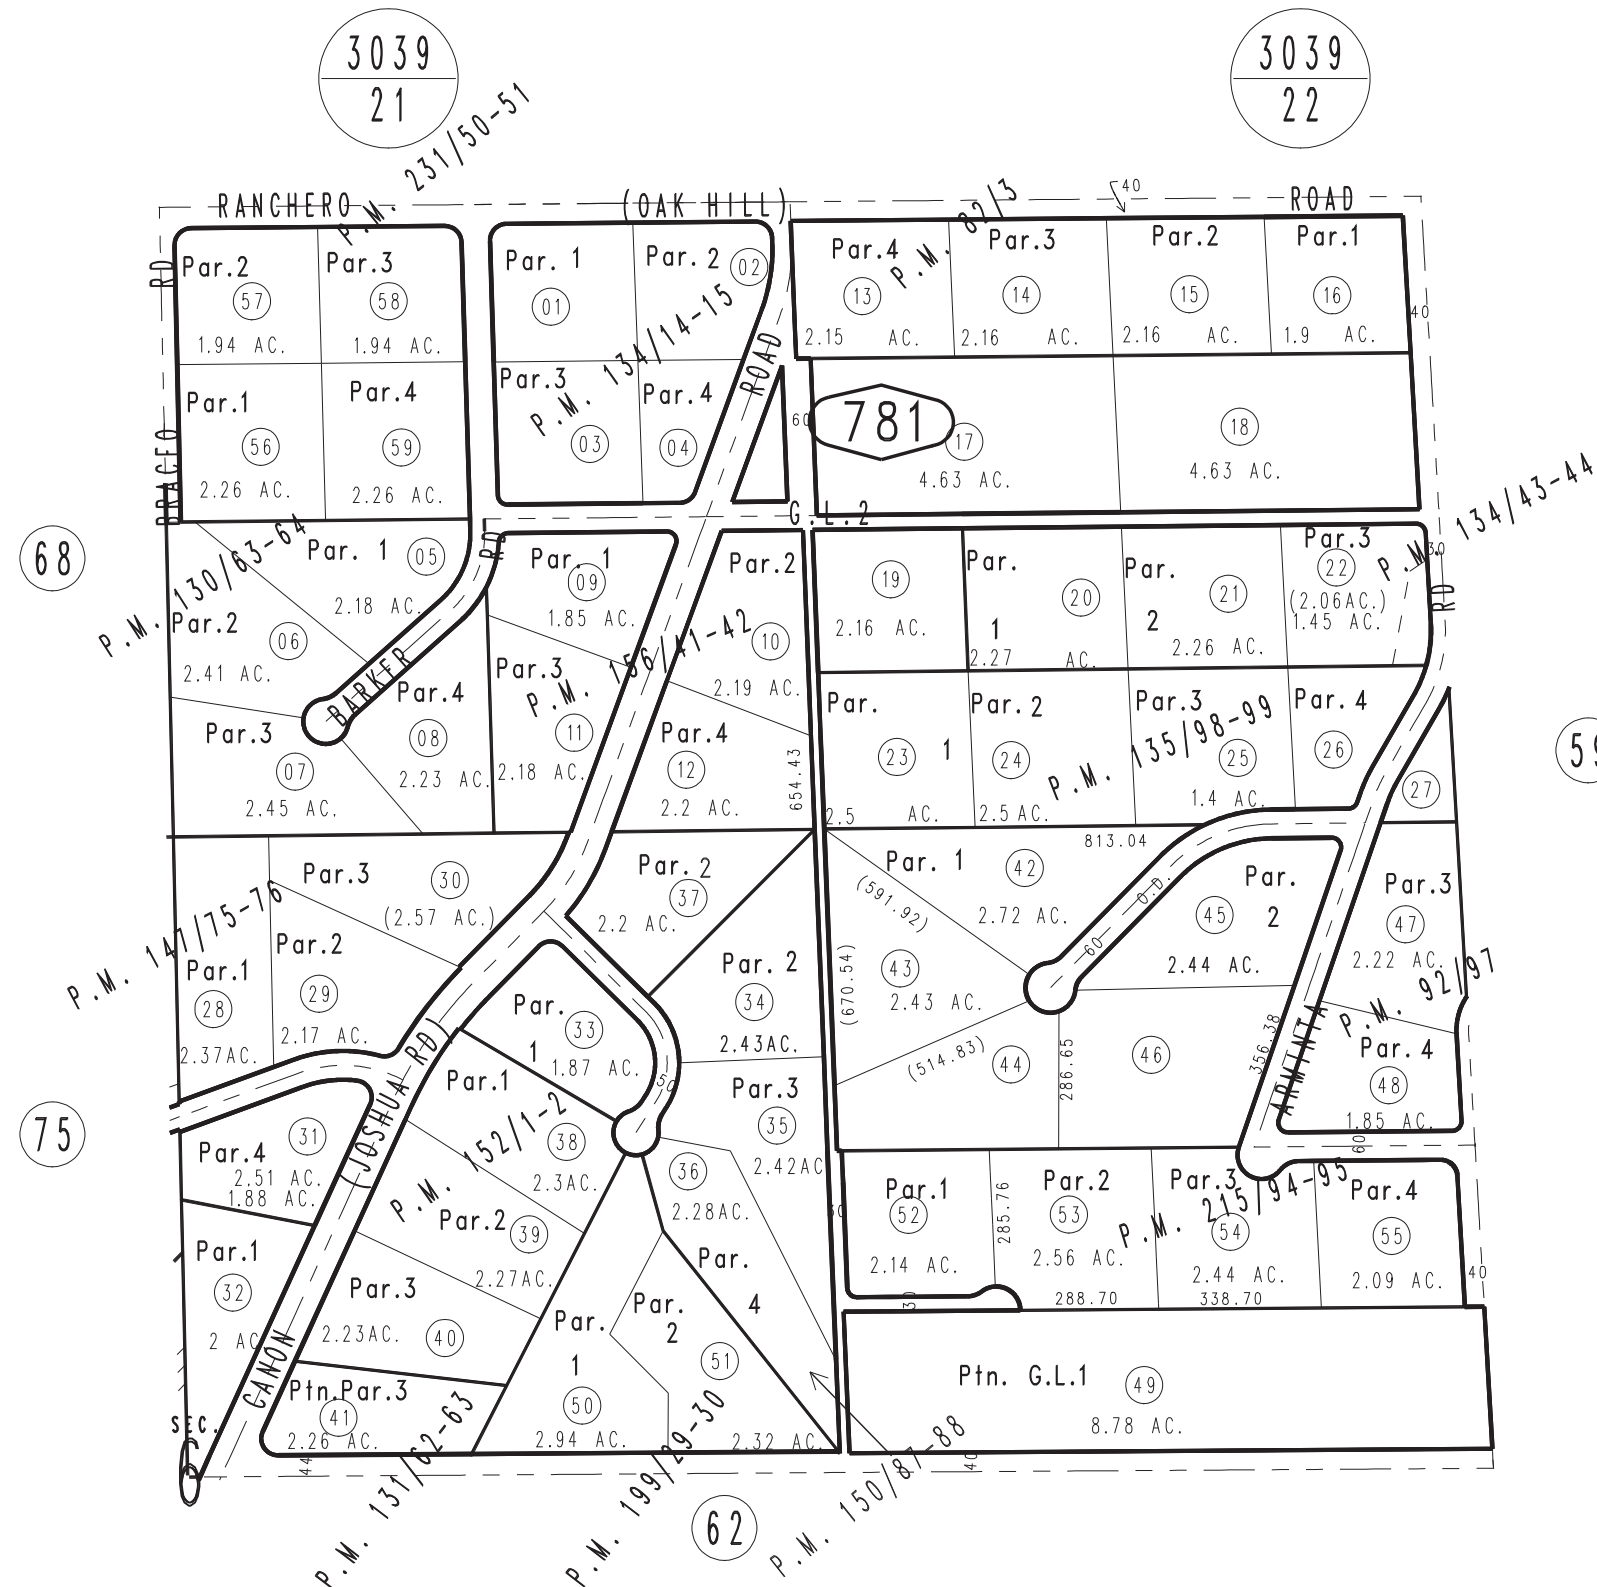 3039
21
3039
22
P.M. 231/50-51
RANCHERO
(OAK HILL)
ROAD
40
P.M. 82/3
RD
Par.2
57
1.94 AC.
Par.3
58
1.94 AC.
Par. 1
01
Par. 2
02
Par.4
13
2.15 AC.
Par.3
14
2.16 AC.
Par.2
15
2.16 AC.
Par.1
16
1.9 AC.
40
P.M. 134/14-15
ROAD
Par.1
56
2.26 AC.
Par.4
59
2.26 AC.
Par.3
03
Par.4
04
60
781
17
4.63 AC.
18
4.63 AC.
BRACEO
G.L.2
68
P.M. 130/63-64
Par. 1
05
2.18 AC.
RD
Par. 1
09
1.85 AC.
Par.2
10
2.19 AC.
19
2.16 AC.
Par.
1
20
2.27 AC.
Par.
2
21
2.26 AC.
Par.3
22
(2.06AC.)
1.45 AC.
30
P.M. 134/43-44
RD
Par.2
06
2.41 AC.
BARKER
Par.3
07
2.45 AC.
Par.4
08
2.23 AC.
Par.3
P.M. 156/41-42
11
2.18 AC.
Par.4
12
2.2 AC.
654.43
Par.
1
23
2.5 AC.
Par.2
24
2.5 AC.
Par.3
P.M. 135/98-99
25
1.4 AC.
Par. 4
26
27
59
813.04
P.M. 147/75-76
Par.3
30
(2.57 AC.)
Par.2
29
2.17 AC.
Par.1
28
2.37AC.
Par. 2
37
2.2 AC.
Par. 2
34
2.43AC.
Par. 1
42
2.72 AC.
(591.92)
(670.54)
43
2.43 AC.
(514.83)
44
286.65
46
60
O.D.
Par.
2
45
2.44 AC.
Par.3
47
2.22 AC.
P.M. 92/97
356.38
ARMINTA
Par. 4
48
1.85 AC.
60
Par.
1
33
1.87 AC.
50
75
(JOSHUA RD)
Par.4
31
2.51 AC.
1.88 AC.
Par.1
38
2.3AC.
P.M. 152/1-2
Par.3
35
2.42AC
36
2.28AC.
Par.
4
Par.1
32
2 AC
Par.2
39
2.27AC.
Par.3
40
2.23AC.
CANON
Ptn.Par.3
41
2.26 AC.
Par.
1
50
2.94 AC.
Par.
2
51
2.32 AC.
30
Par.1
52
2.14 AC.
285.76
Par.2
53
2.56 AC.
288.70
Par.3
P.M. 215/94-95
54
2.44 AC.
338.70
Par.4
55
2.09 AC.
40
30
Ptn. G.L.1
49
8.78 AC.
SEC.
44
40
P.M. 131/62-63
P.M. 199/29-30
P.M. 150/87-88
62